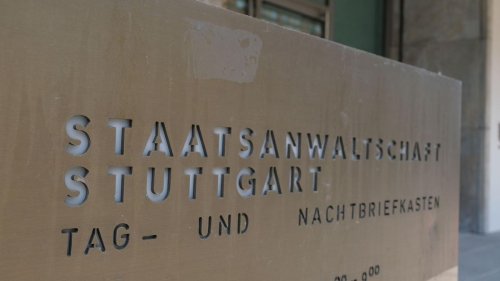 STAATSANWALTSCHAFT
STUTTGART
TAG- UND NACHTBRIEFKASTEN